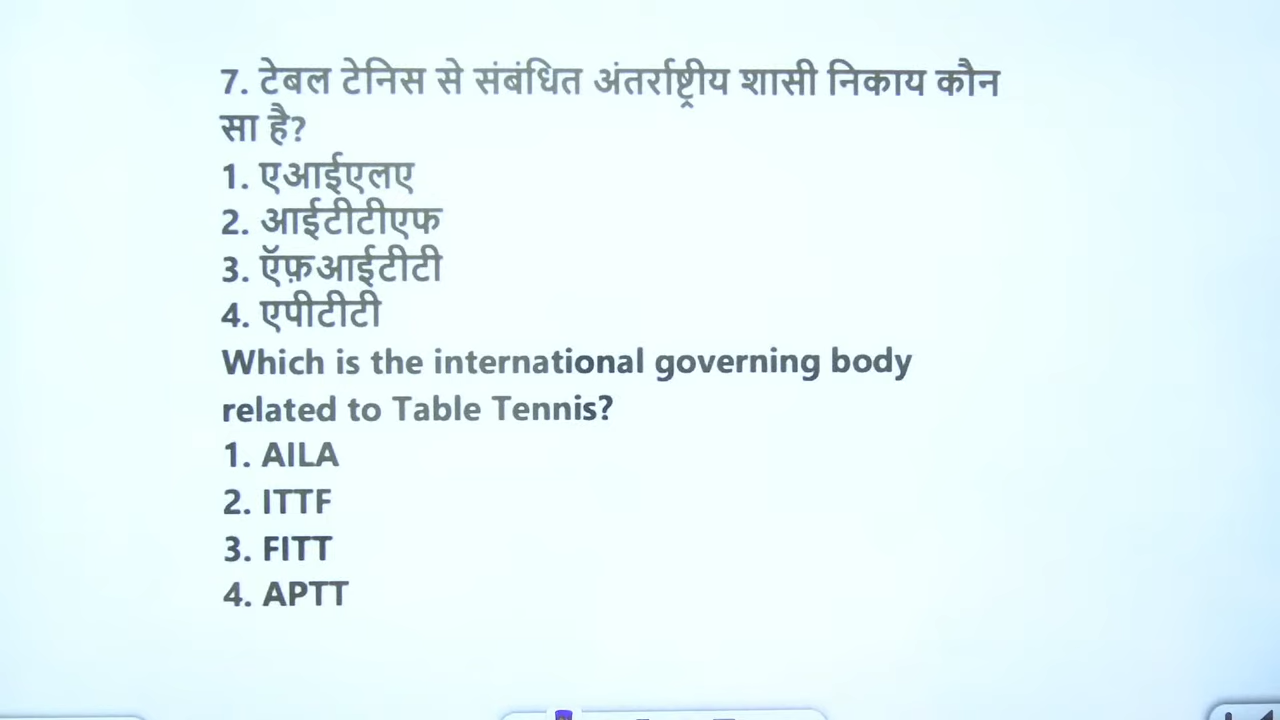 7. टेबल टेनिस से संबंधित अंतर्राष्ट्रीय शासी निकाय कौन
सा है?
1. एआईएलए
2. आईटीटीएफ
3. ऍफ़आईटीटी
4. एपीटीटी
Which is the international governing body
related to Table Tennis?
1. AILA
2. ITTF
3. FITT
4. APTT